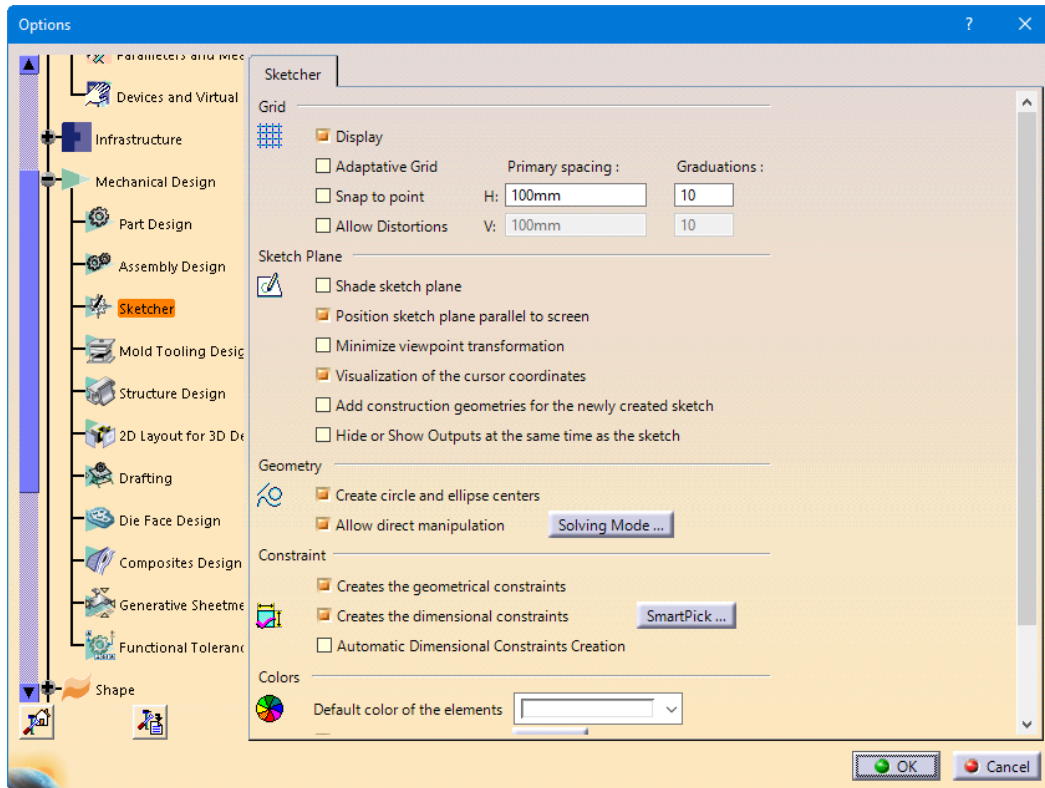 Options
Parameters and Mea
Devices and Virtual
Infrastructure
Mechanical Design
Part Design
Assembly Design
Sketcher
Mold Tooling Desig
Structure Design
2D Layout for 3D De
Drafting
Die Face Design
Composites Design
Generative Sheetme
Functional Toleranc
Shape
Sketcher
Grid
Display
Adaptative Grid Primary spacing : Graduations :
Snap to point H: 100mm 10
Allow Distortions V: 100mm 10
Sketch Plane
Shade sketch plane
Position sketch plane parallel to screen
Minimize viewpoint transformation
Visualization of the cursor coordinates
Add construction geometries for the newly created sketch
Hide or Show Outputs at the same time as the sketch
Geometry
Create circle and ellipse centers
Allow direct manipulation Solving Mode ...
Constraint
Creates the geometrical constraints
Creates the dimensional constraints SmartPick ...
Automatic Dimensional Constraints Creation
Colors
Default color of the elements
OK Cancel